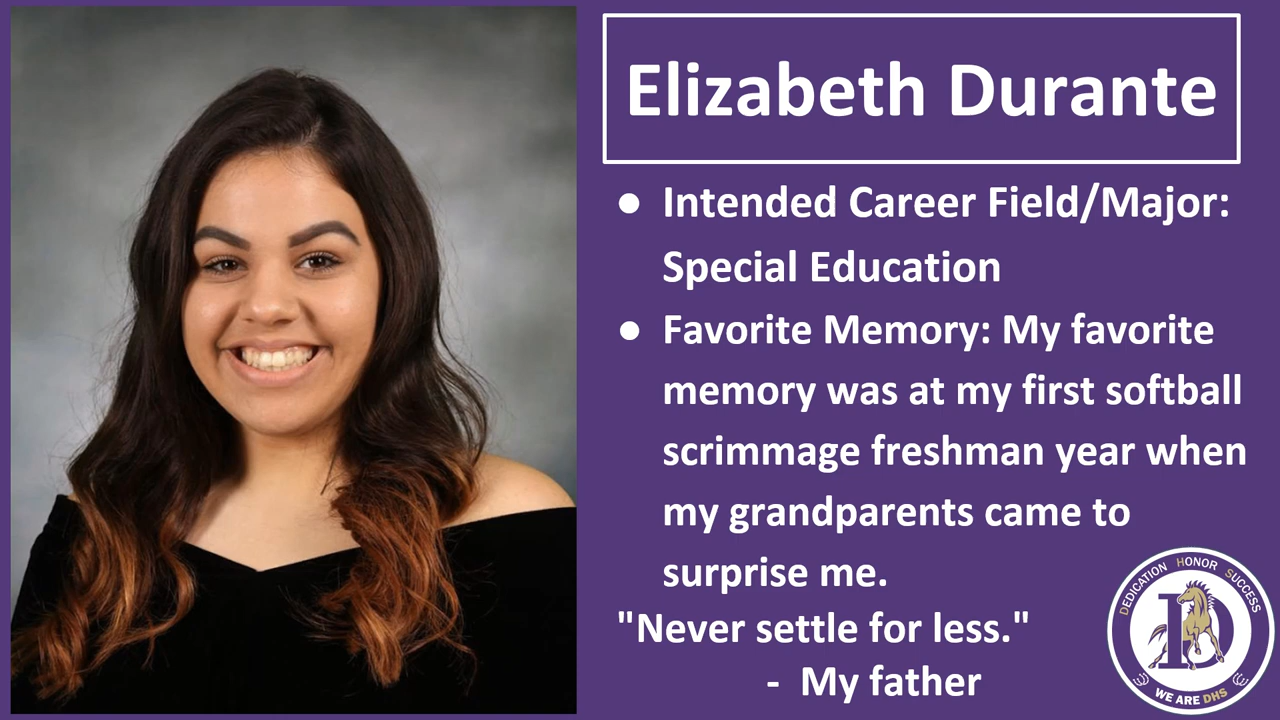 Elizabeth Durante
● Intended Career Field/Major:
Special Education
● Favorite Memory: My favorite
memory was at my first softball
scrimmage freshman year when
my grandparents came to
surprise me.
"Never settle for less."
- My father
DEDICATION HONOR SUCCESS
D
WE ARE DHS